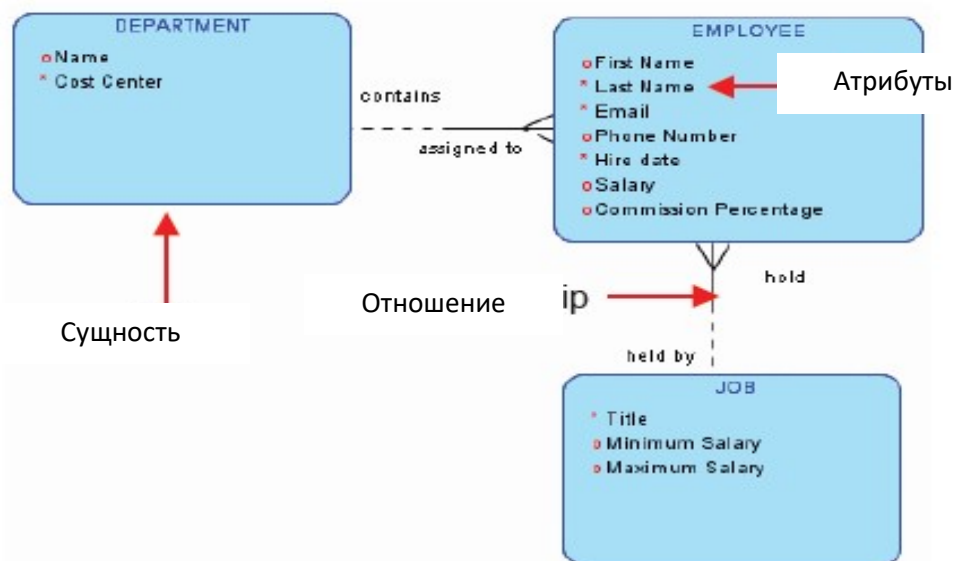 DEPARTMENT
o Name
* Cost Center
contains
assigned to
EMPLOYEE
o First Name
* Last Name
* Email
o Phone Number
* Hire date
o Salary
o Commission Percentage
Атрибуты
Сущность
Отношение
ip
hold
held by
JOB
* Title
o Minimum Salary
o Maximum Salary